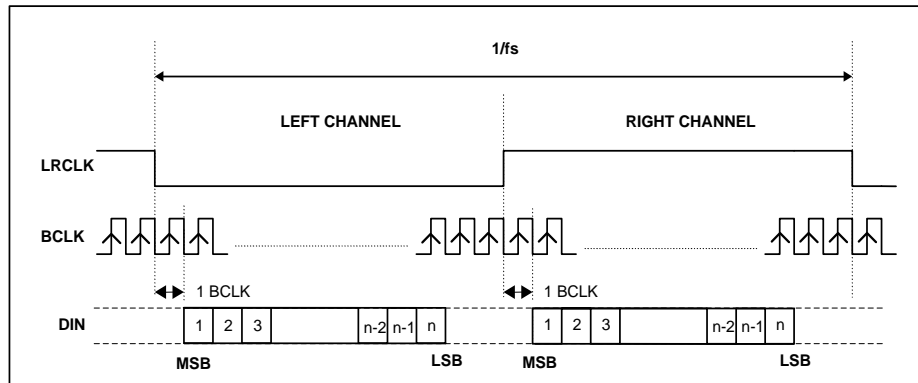 1/fs
LEFT CHANNEL RIGHT CHANNEL
LRCLK
BCLK
1 BCLK 1 BCLK
DIN 1 2 3 n-2 n-1 n 1 2 3 n-2 n-1 n
MSB LSB MSB LSB